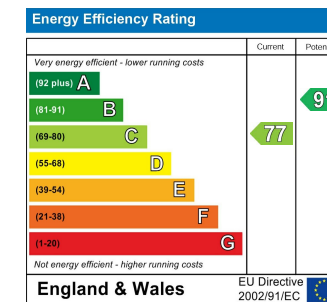 Energy Efficiency Rating
Current
Very energy efficient - lower running costs
(92 plus) A
(81-91) B
(69-80) C
77
(55-68) D
(39-54) E
(21-38) F
(1-20) G
Not energy efficient - higher running costs
England & Wales
EU Directive
2002/91/EC